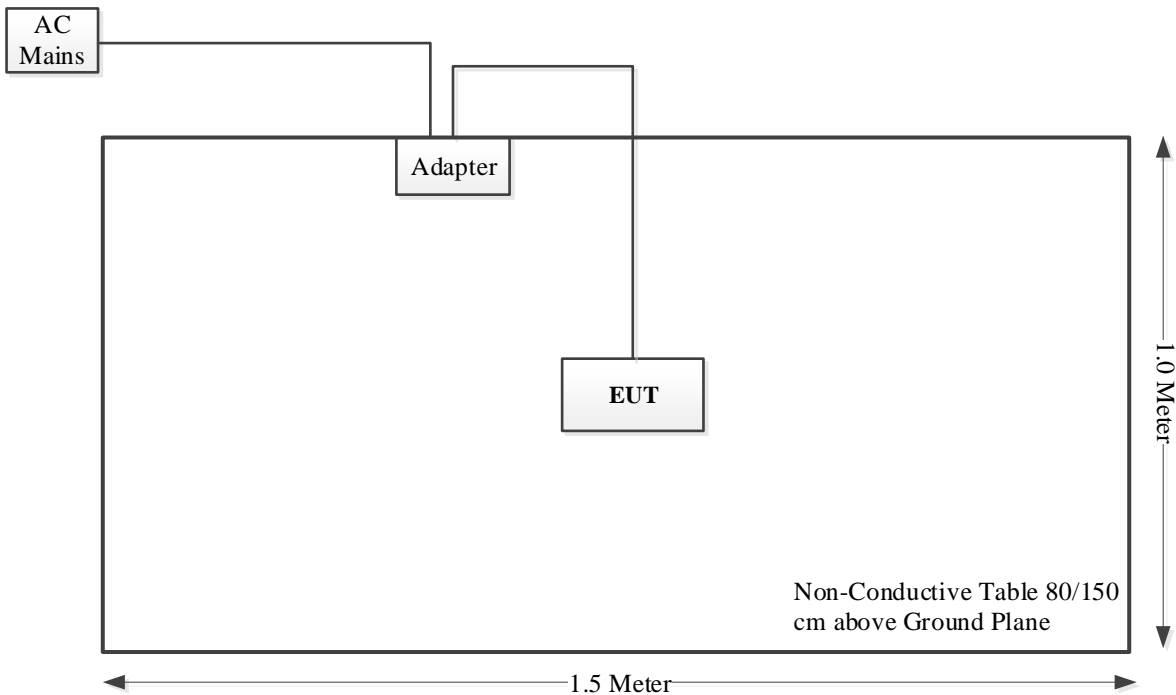 AC
Mains
Adapter
EUT
1.0 Meter
Non-Conductive Table 80/150
cm above Ground Plane
1.5 Meter